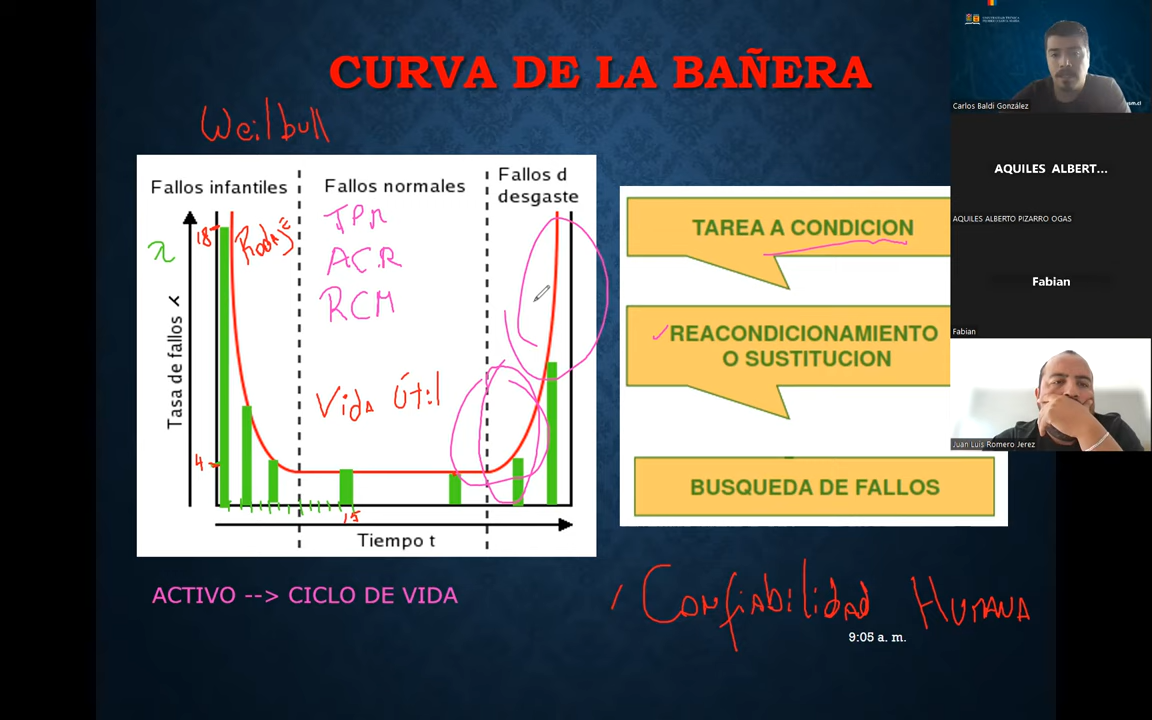 CURVA DE LA BAÑERA
Weilbull
Fallos infantiles
Fallos normales
Fallos d
desgaste
TPM
ACR
RCM
18
Rodaje
λ
Tasa de fallos λ
Vida Útil
4
15
Tiempo t
ACTIVO --> CICLO DE VIDA
TAREA A CONDICION
REACONDICIONAMIENTO
O SUSTITUCION
BUSQUEDA DE FALLOS
Confiabilidad Humana
9:05 a. m.
Carlos Baldi González
AQUILES ALBERT...
AQUILES ALBERTO PIZARRO OGAS
Fabian
Fabian
Juan Luis Romero Jerez